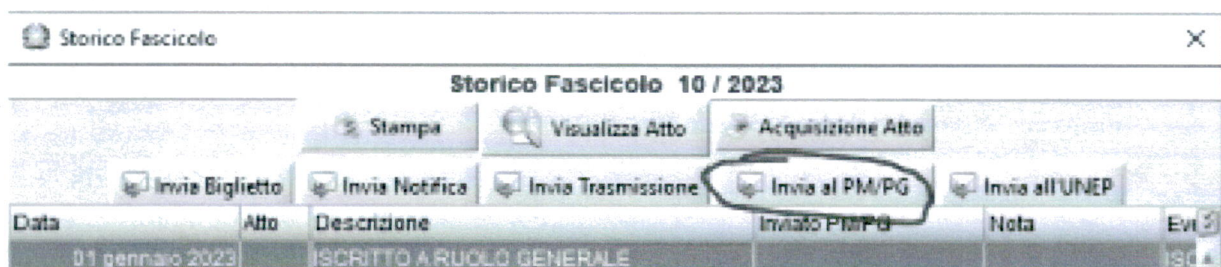 Storico Fascicolo
Storico Fascicolo 10 / 2023
Stampa Visualizza Atto Acquisizione Atto
Invia Biglietto Invia Notifica Invia Trasmissione Invia al PM/PG Invia all'UNEP
Data Atto Descrizione Inviato PM/PG Nota
01 gennaio 2023 ISCRITTO A RUOLO GENERALE